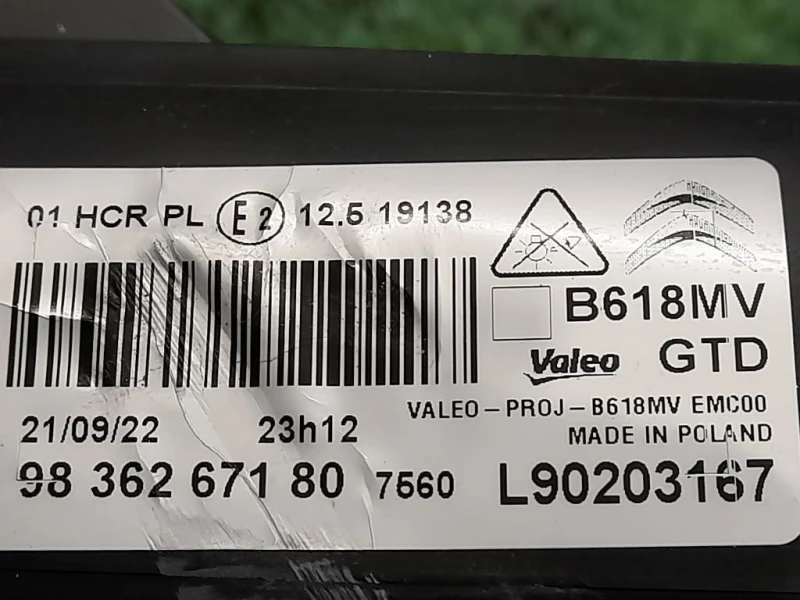 01 HCR PL E2 12.5 19138
B618MV
Valeo GTD
VALEO-PROJ-B618MV EMC00
21/09/22 23h12
MADE IN POLAND
98 362 671 80 7560 L90203167